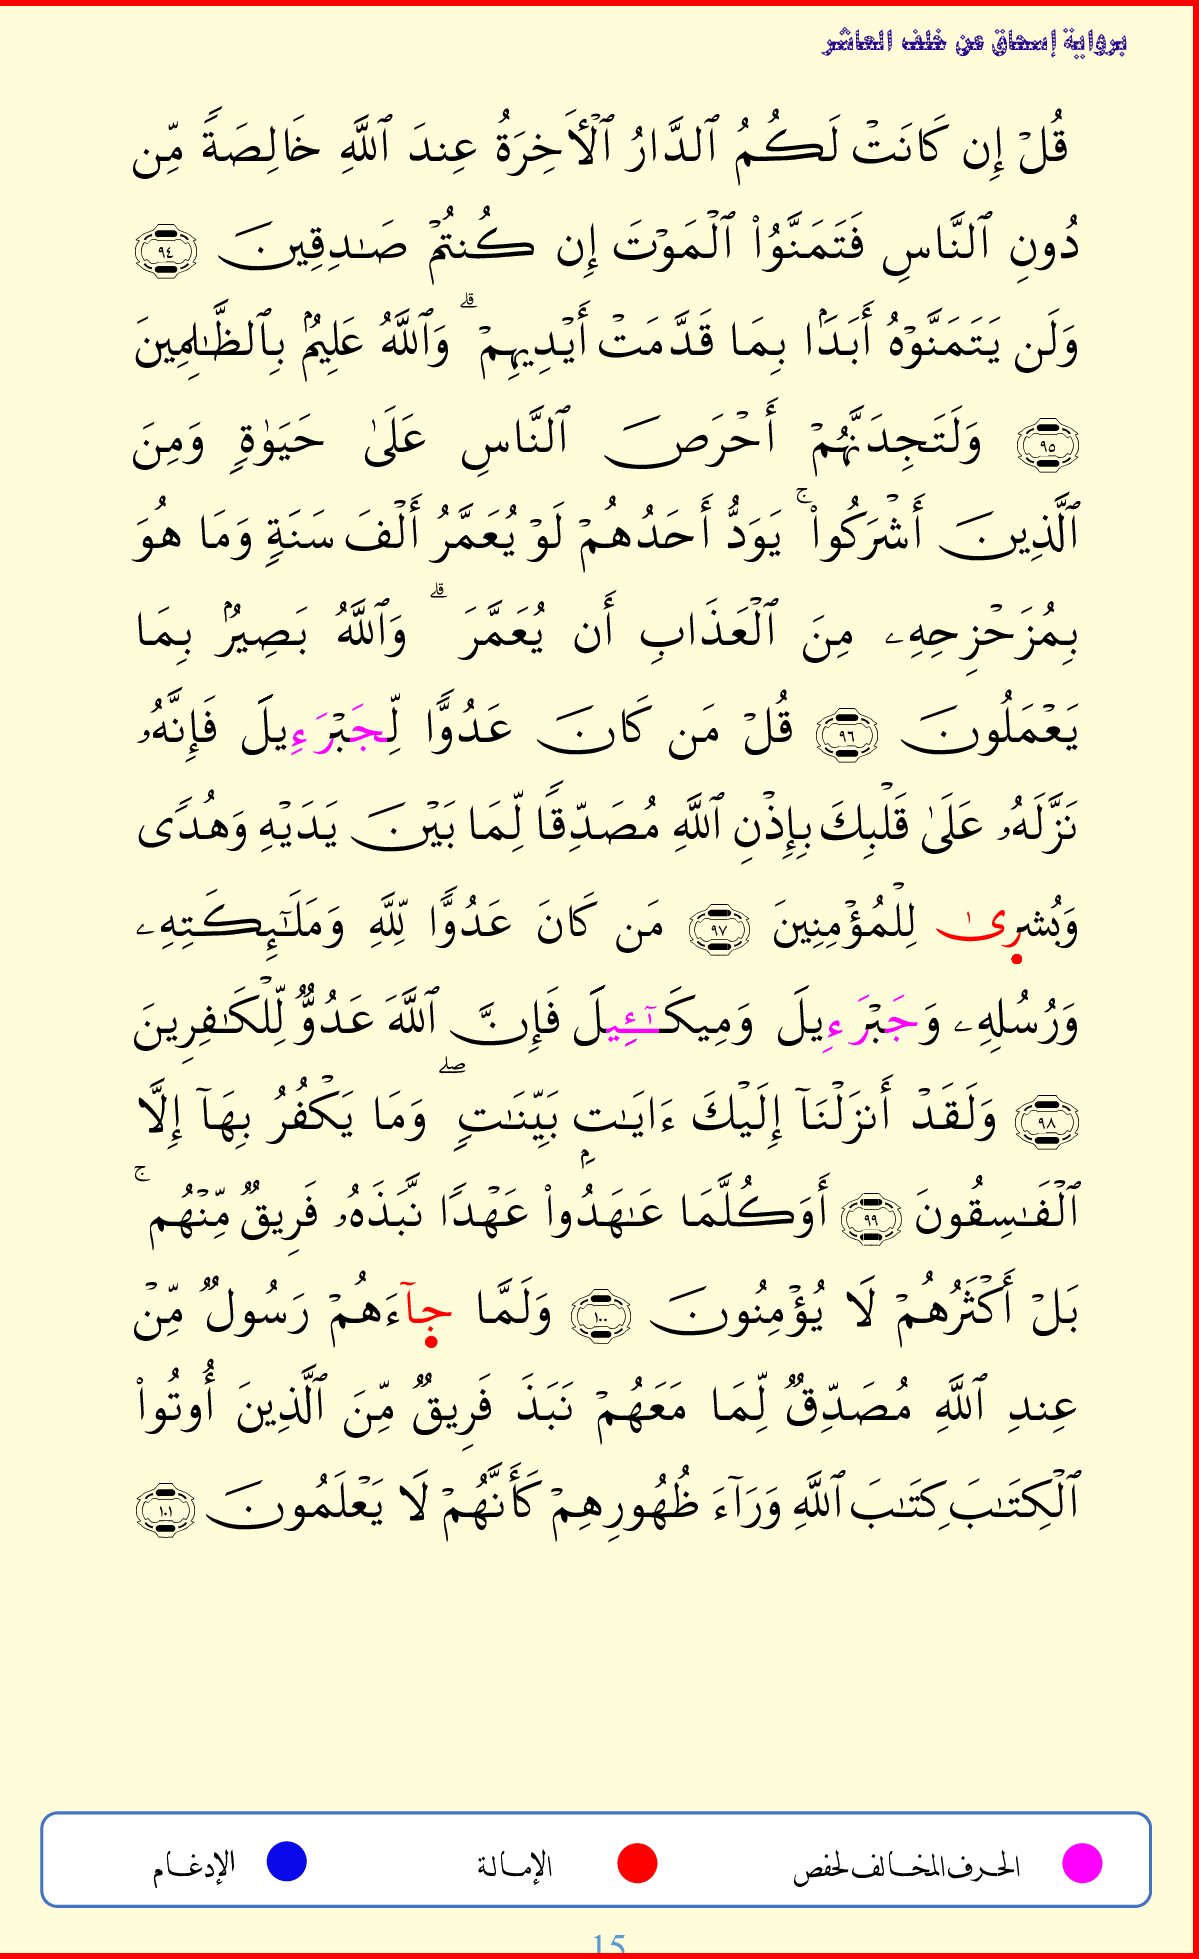 برواية إسحاق عن خلف العاشر
قُلۡ إِن كَانَتۡ لَكُمُ ٱلدَّارُ ٱلۡأٓخِرَةُ عِندَ ٱللَّهِ خَالِصَةٗ مِّن
دُونِ ٱلنَّاسِ فَتَمَنَّوُاْ ٱلۡمَوۡتَ إِن كُنتُمۡ صَٰدِقِينَ ٩٤
وَلَن يَتَمَنَّوۡهُ أَبَدَۢا بِمَا قَدَّمَتۡ أَيۡدِيهِمۡۚ وَٱللَّهُ عَلِيمُۢ بِٱلظَّٰلِمِينَ
٩٥ وَلَتَجِدَنَّهُمۡ أَحۡرَصَ ٱلنَّاسِ عَلَىٰ حَيَوٰةٖ وَمِنَ
ٱلَّذِينَ أَشۡرَكُواْۚ يَوَدُّ أَحَدُهُمۡ لَوۡ يُعَمَّرُ أَلۡفَ سَنَةٖ وَمَا هُوَ
بِمُزَحۡزِحِهِۦ مِنَ ٱلۡعَذَابِ أَن يُعَمَّرَۗ وَٱللَّهُ بَصِيرُۢ بِمَا
يَعۡمَلُونَ ٩٦ قُلۡ مَن كَانَ عَدُوّٗا لِّجَبۡرَءِيلَ فَإِنَّهُۥ
نَزَّلَهُۥ عَلَىٰ قَلۡبِكَ بِإِذۡنِ ٱللَّهِ مُصَدِّقٗا لِّمَا بَيۡنَ يَدَيۡهِ وَهُدٗى
وَبُشۡرِىٰ لِلۡمُؤۡمِنِينَ ٩٧ مَن كَانَ عَدُوّٗا لِّلَّهِ وَمَلَٰٓئِكَتِهِۦ
وَرُسُلِهِۦ وَجَبۡرَءِيلَ وَمِيكَـٰٓئِيلَ فَإِنَّ ٱللَّهَ عَدُوّٞ لِّلۡكَٰفِرِينَ
٩٨ وَلَقَدۡ أَنزَلۡنَآ إِلَيۡكَ ءَايَٰتِۭ بَيِّنَٰتٖۖ وَمَا يَكۡفُرُ بِهَآ إِلَّا
ٱلۡفَٰسِقُونَ ٩٩ أَوَكُلَّمَا عَٰهَدُواْ عَهۡدٗا نَّبَذَهُۥ فَرِيقٞ مِّنۡهُمۚ
بَلۡ أَكۡثَرُهُمۡ لَا يُؤۡمِنُونَ ١٠٠ وَلَمَّا جِآءَهُمۡ رَسُولٞ مِّنۡ
عِندِ ٱللَّهِ مُصَدِّقٞ لِّمَا مَعَهُمۡ نَبَذَ فَرِيقٞ مِّنَ ٱلَّذِينَ أُوتُواْ
ٱلۡكِتَٰبَ كِتَٰبَ ٱللَّهِ وَرَآءَ ظُهُورِهِمۡ كَأَنَّهُمۡ لَا يَعۡلَمُونَ ١٠١
الحرف المخالف لحفص الإمالة الإدغام
15